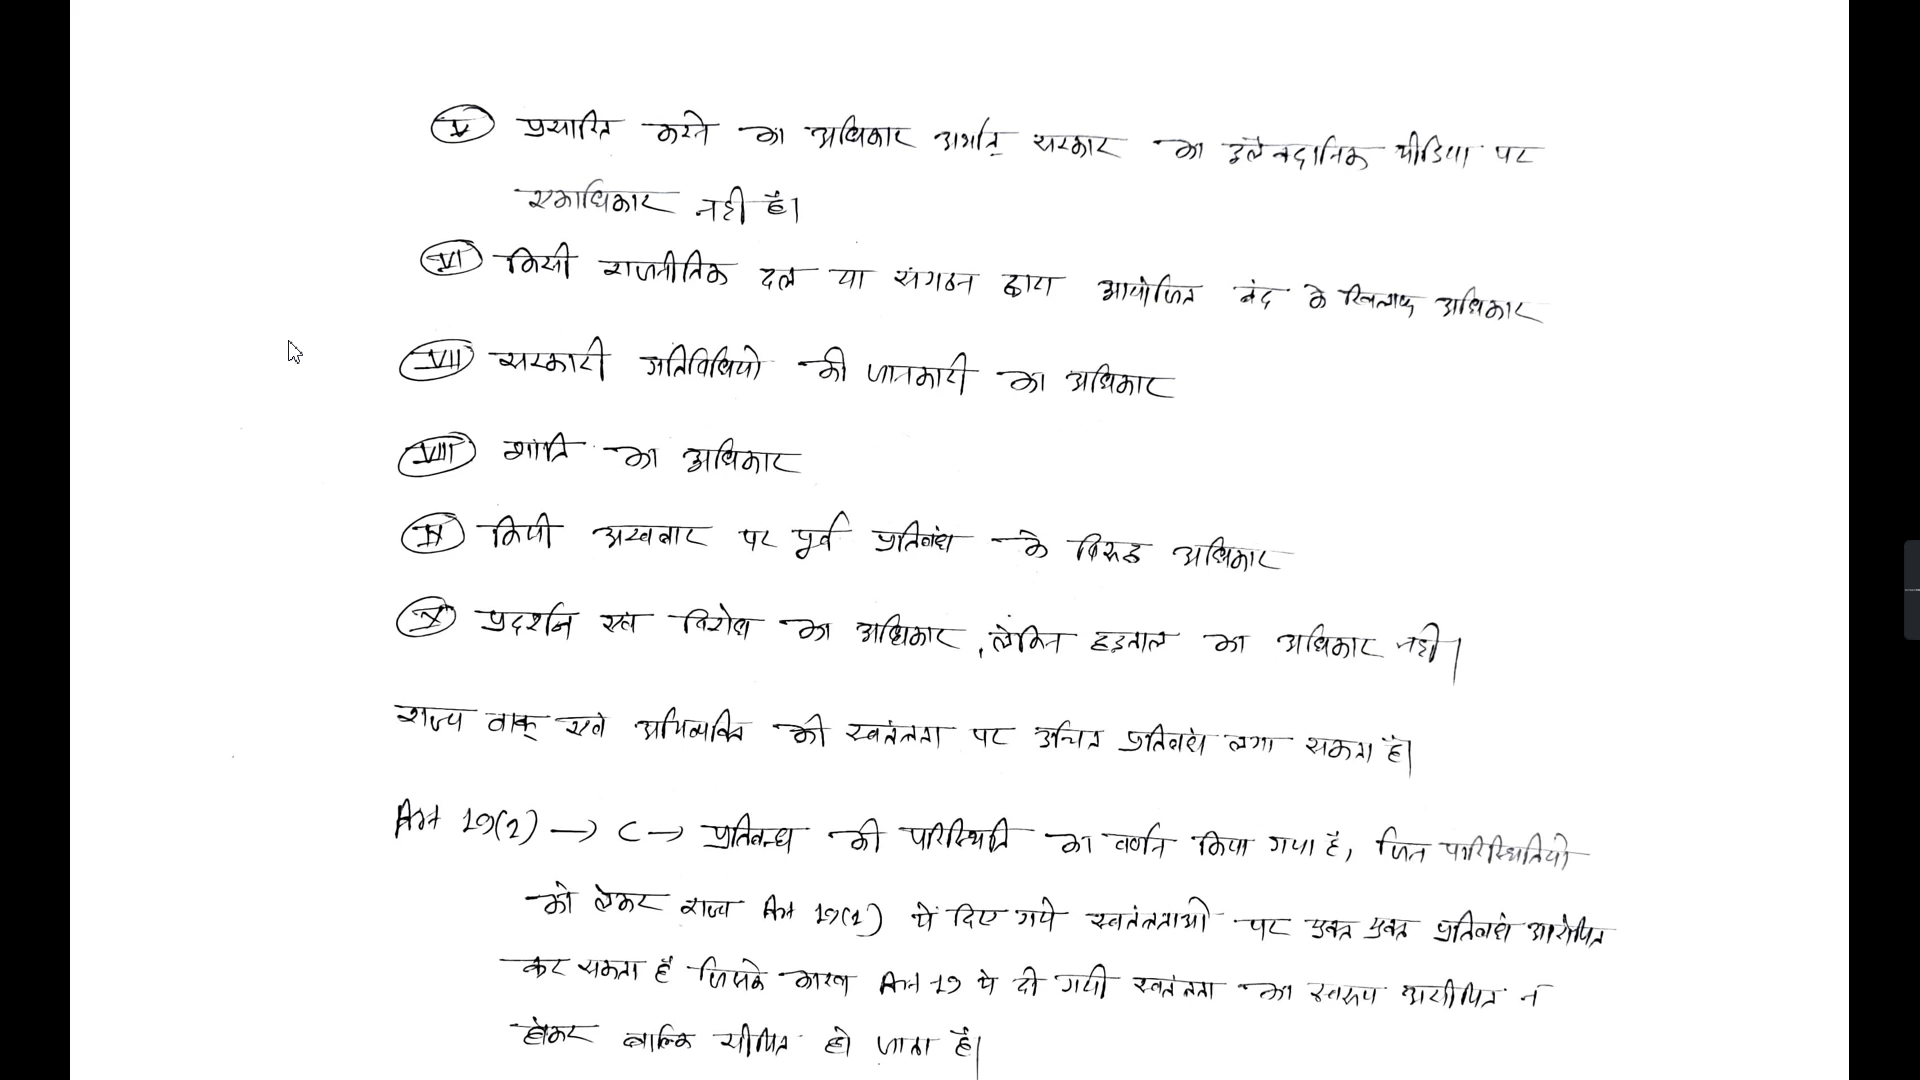 (V) प्रसारित करने का अधिकार अर्थात् सरकार का इलेक्ट्रानिक मीडिया पर
एकाधिकार नही है।
(VI) किसी राजनीतिक दल या संगठन द्वारा आयोजित बंद के खिलाफ अधिकार
(VII) सरकारी गतिविधियो की जानकारी का अधिकार
(VIII) शांति का अधिकार
(IX) किसी अखबार पर पूर्व प्रतिबंध के विरूद्ध अधिकार
(X) प्रदर्शन एवं विरोध का अधिकार, लेकिन हड़ताल का अधिकार नही।
राज्य वाक् एवं अभिव्यक्ति की स्वतंत्रता पर उचित प्रतिबंध लगा सकता है।
Art 19(2) → C → प्रतिबन्ध की परिस्थिति का वर्णन किया गया है, जिन परिस्थितियो
को लेकर राज्य Art 19(1) में दिए गये स्वतंत्रताओ पर युक्त युक्त प्रतिबंध आरोपित
कर सकता है जिसके कारण Art 19 मे दी गयी स्वतंत्रता का स्वरूप असीमित न
होकर बल्कि सीमित हो जाता है।